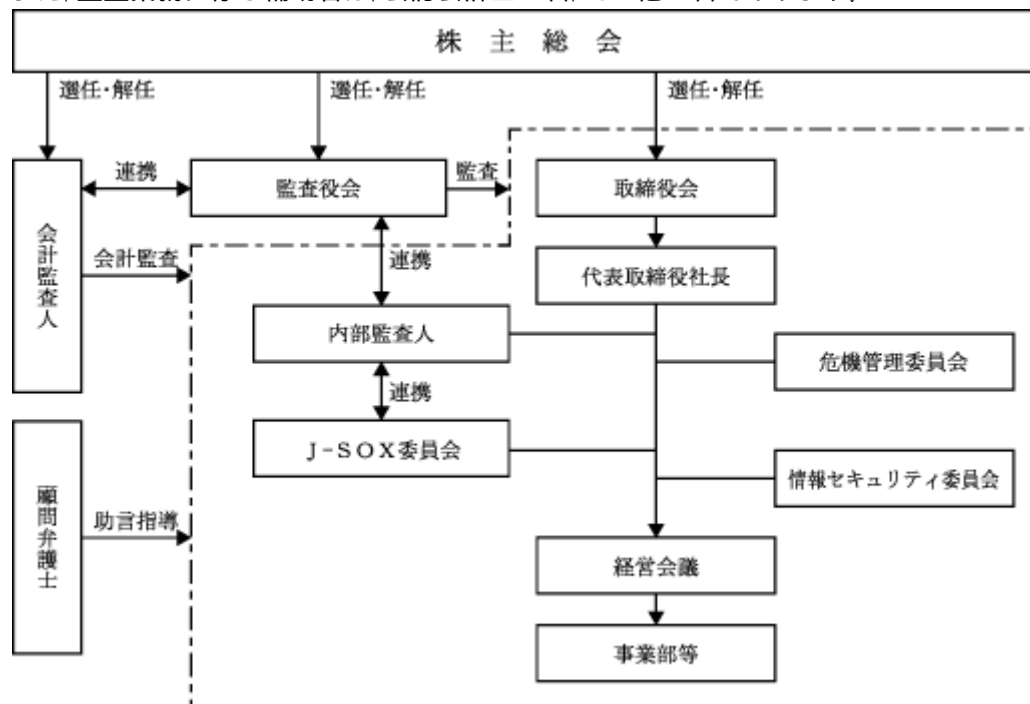 株主総会
選任・解任
選任・解任
選任・解任
連携
監査役会
監査
取締役会
会計監査人
会計監査
連携
代表取締役社長
内部監査人
危機管理委員会
連携
J-SOX委員会
情報セキュリティ委員会
顧問弁護士
助言指導
経営会議
事業部等